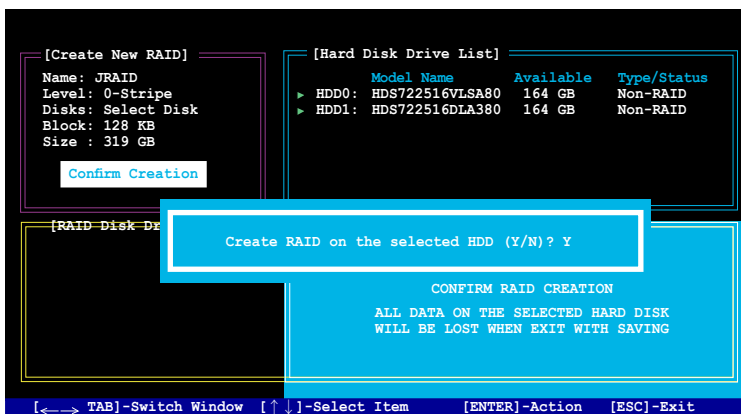 [Create New RAID]
Name: JRAID
Level: 0-Stripe
Disks: Select Disk
Block: 128 KB
Size : 319 GB
Confirm Creation
[Hard Disk Drive List]
Model Name Available Type/Status
▸ HDD0: HDS722516VLSA80 164 GB Non-RAID
▸ HDD1: HDS722516DLA380 164 GB Non-RAID
[RAID Disk Dr
Create RAID on the selected HDD (Y/N)? Y
CONFIRM RAID CREATION
ALL DATA ON THE SELECTED HARD DISK
WILL BE LOST WHEN EXIT WITH SAVING
[←→ TAB]-Switch Window [↑↓]-Select Item [ENTER]-Action [ESC]-Exit